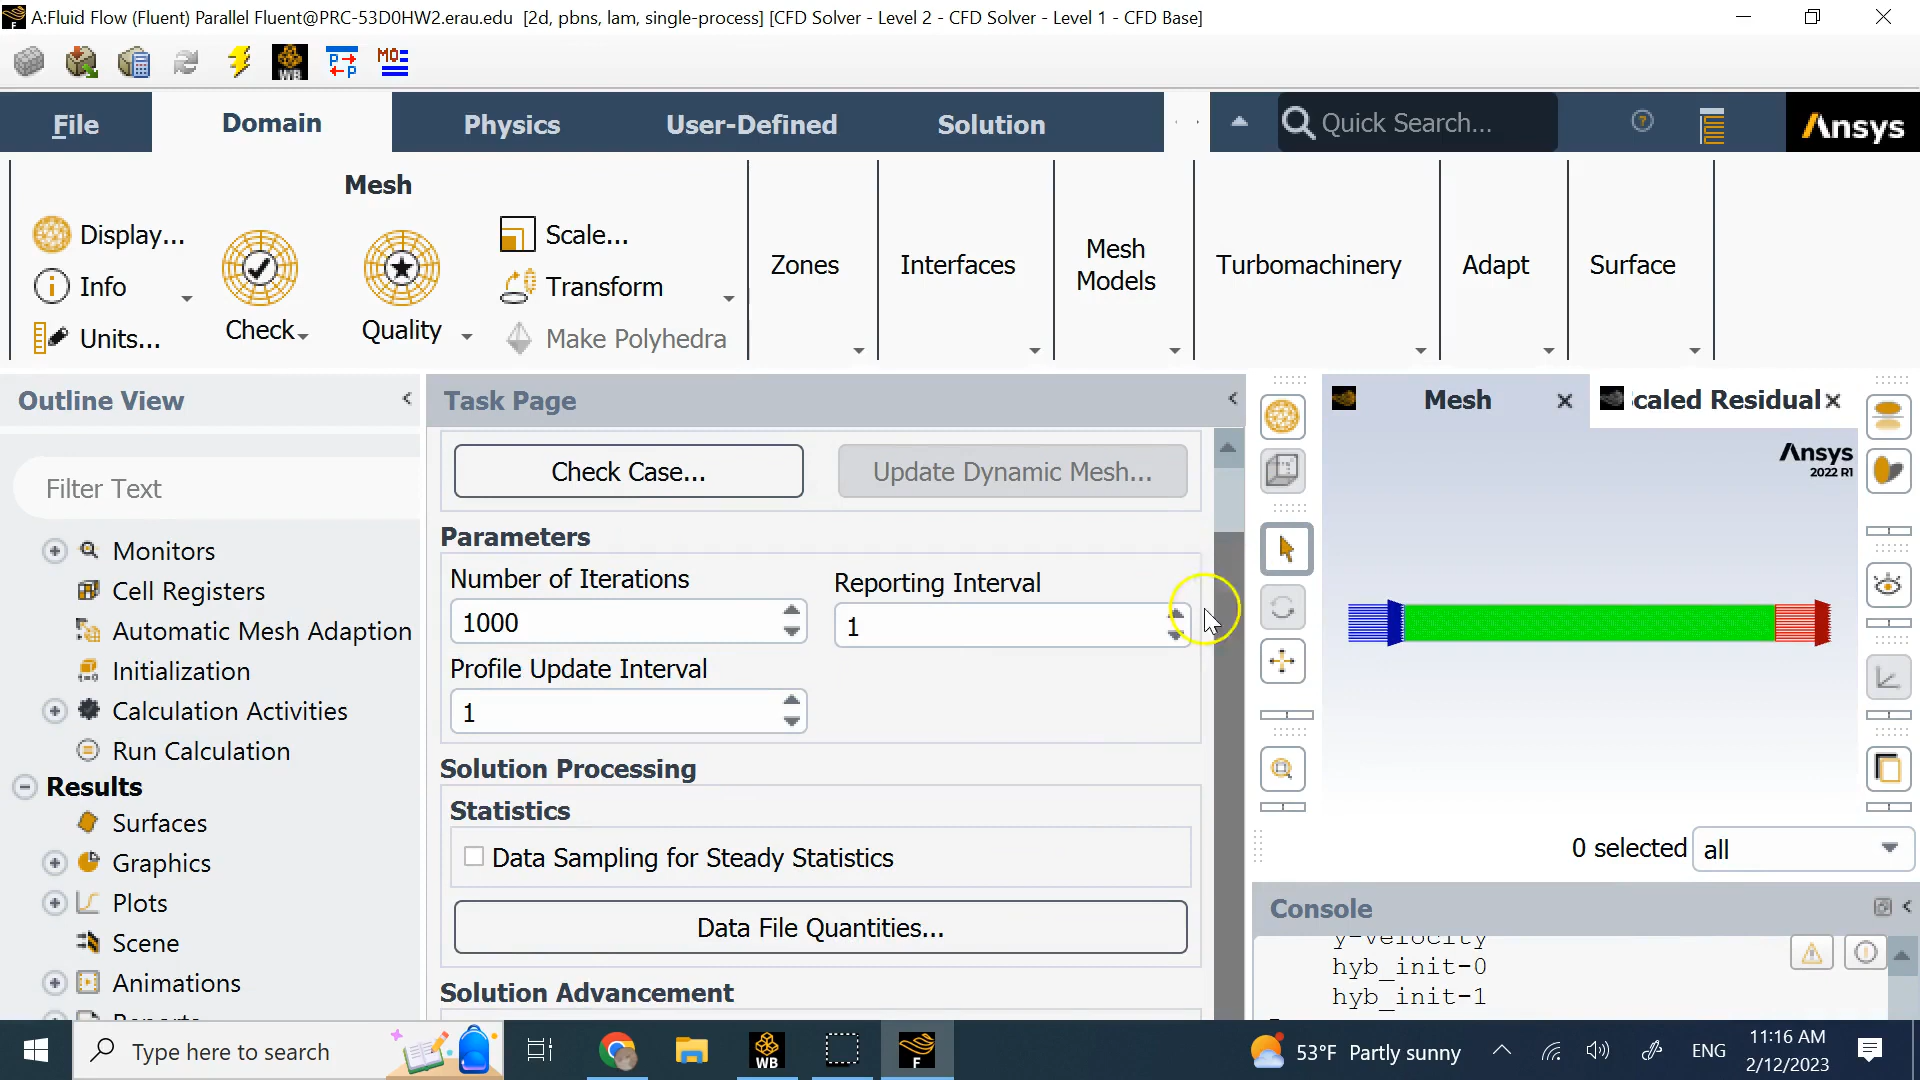 A:Fluid Flow (Fluent) Parallel Fluent@PRC-53D0HW2.erau.edu [2d, pbns, lam, single-process] [CFD Solver - Level 2 - CFD Solver - Level 1 - CFD Base]
WB
MO
File
Domain
Physics
User-Defined
Solution
Quick Search...
Ansys
Mesh
Display...
Info
Units...
Check
Quality
Scale...
Transform
Make Polyhedra
Zones
Interfaces
Mesh
Models
Turbomachinery
Adapt
Surface
Outline View
Filter Text
Monitors
Cell Registers
Automatic Mesh Adaption
Initialization
Calculation Activities
Run Calculation
Results
Surfaces
Graphics
Plots
Scene
Animations
Task Page
Check Case...
Update Dynamic Mesh...
Parameters
Number of Iterations
1000
Reporting Interval
1
Profile Update Interval
1
Solution Processing
Statistics
Data Sampling for Steady Statistics
Data File Quantities...
Solution Advancement
Mesh
caled Residual
Ansys
2022 R1
0 selected
all
Console
y-velocity
hyb_init-0
hyb_init-1
Type here to search
WB
F
53°F Partly sunny
ENG
11:16 AM
2/12/2023